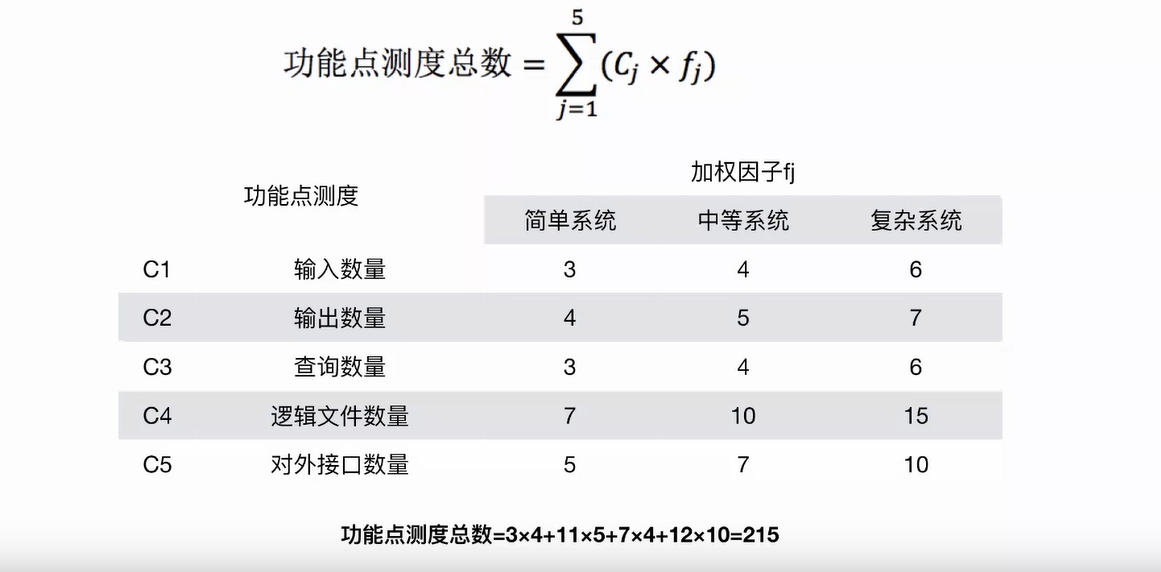 功能点测度总数 = \sum_{j=1}^{5}(C_j × f_j)
加权因子fj
功能点测度
简单系统 中等系统 复杂系统
C1 输入数量 3 4 6
C2 输出数量 4 5 7
C3 查询数量 3 4 6
C4 逻辑文件数量 7 10 15
C5 对外接口数量 5 7 10
功能点测度总数=3×4+11×5+7×4+12×10=215